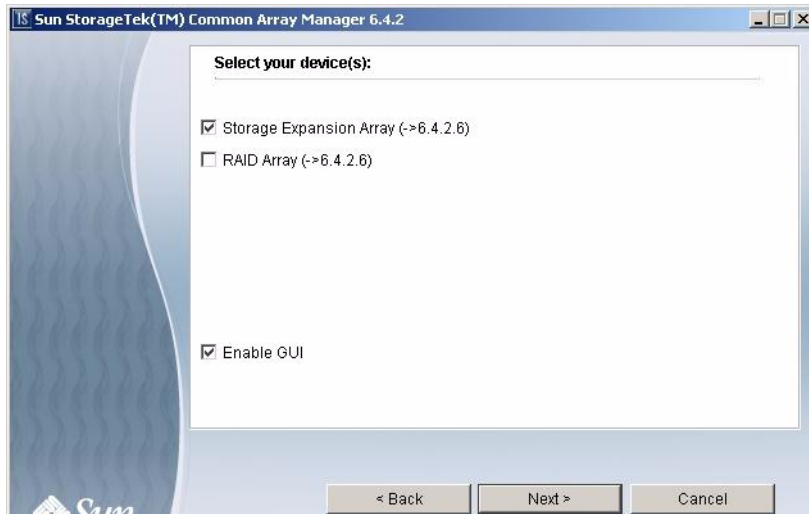 Sun StorageTek(TM) Common Array Manager 6.4.2
Select your device(s):
Storage Expansion Array (->6.4.2.6)
RAID Array (->6.4.2.6)
Enable GUI
Sun
< Back
Next >
Cancel